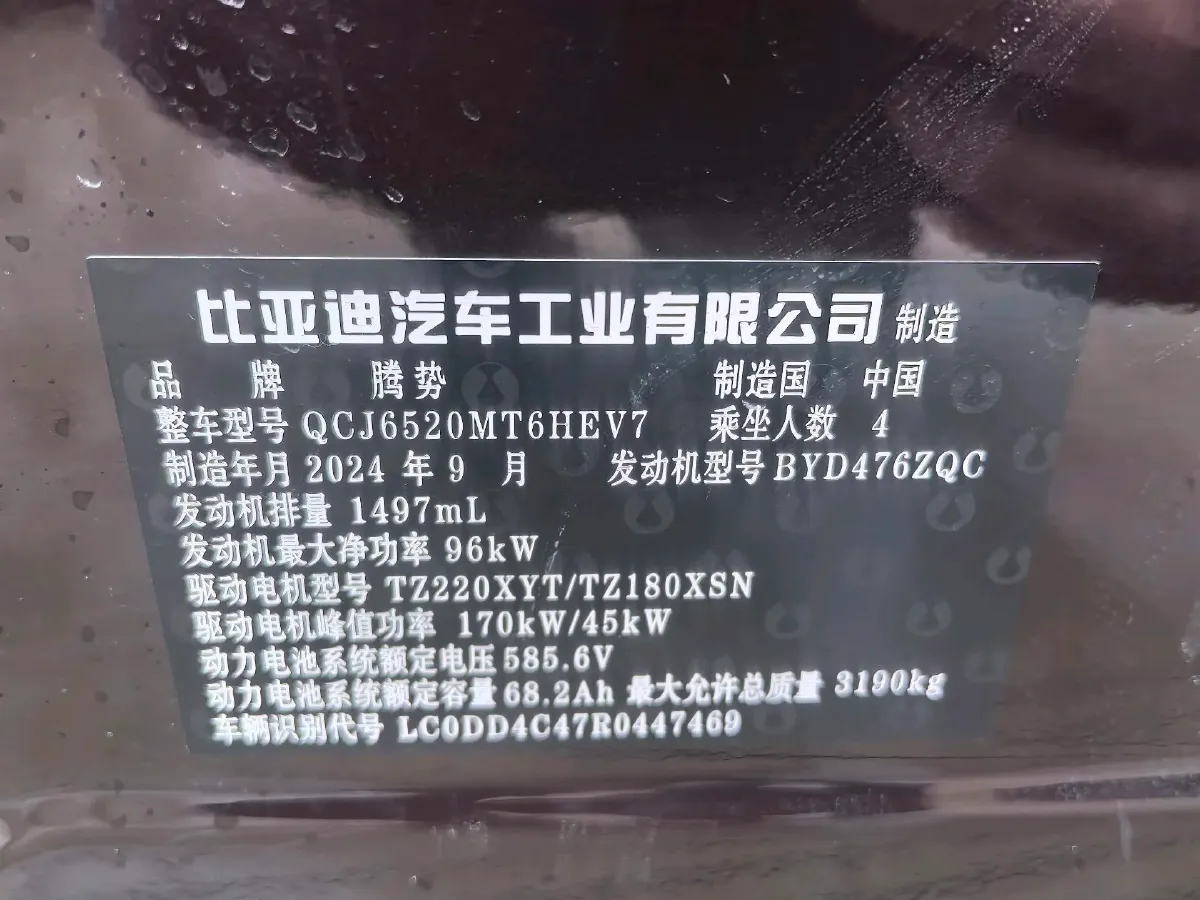 比亚迪汽车工业有限公司 制造
品 牌 腾势 制造国 中国
整车型号 QCJ6520MT6HEV7 乘坐人数 4
制造年月 2024 年 9 月 发动机型号 BYD476ZQC
发动机排量 1497mL
发动机最大净功率 96kW
驱动电机型号 TZ220XYT/TZ180XSN
驱动电机峰值功率 170kW/45kW
动力电池系统额定电压 585.6V
动力电池系统额定容量 68.2Ah 最大允许总质量 3190kg
车辆识别代号 LC0DD4C47R0447469